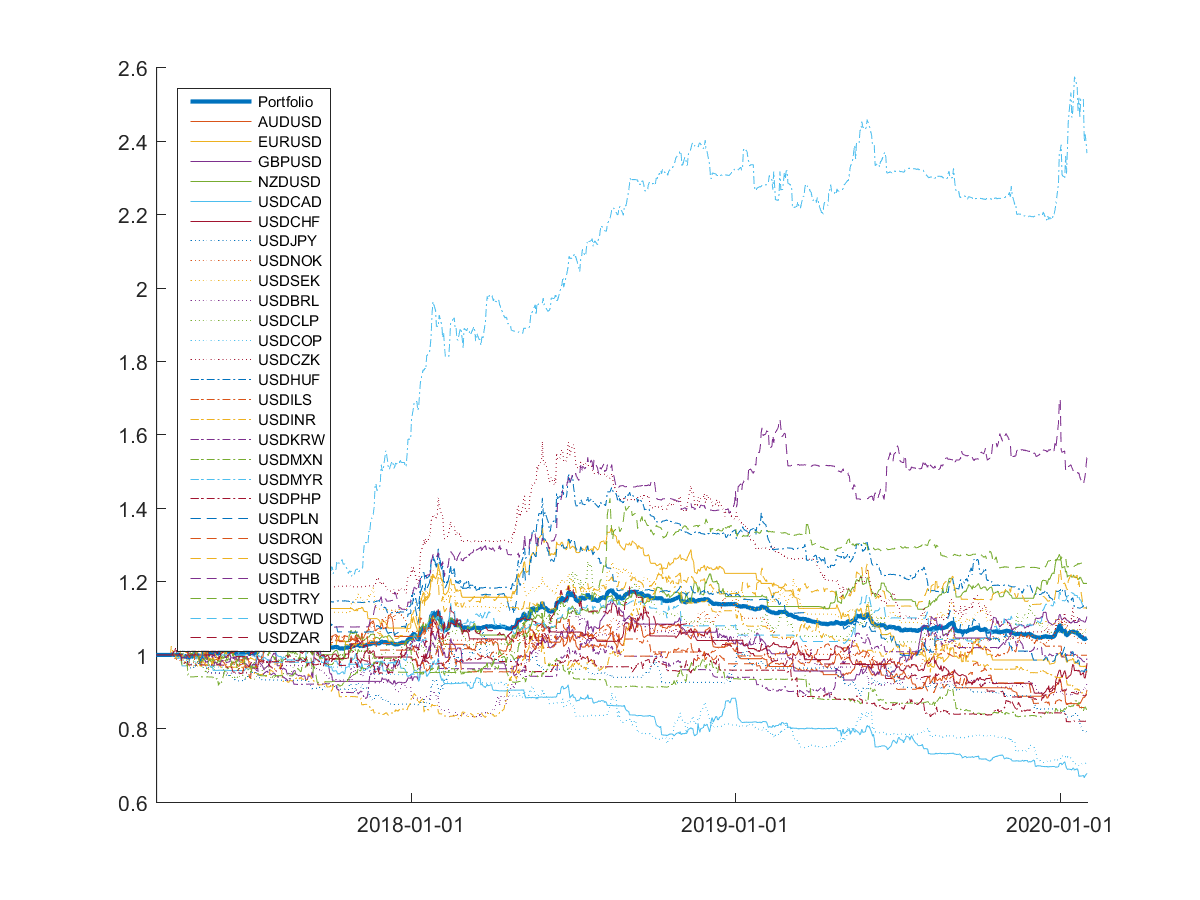 2.6
2.4
2.2
2
1.8
1.6
1.4
1.2
1
0.8
0.6
Portfolio
AUDUSD
EURUSD
GBPUSD
NZDUSD
USDCAD
USDCHF
USDJPY
USDNOK
USDSEK
USDBRL
USDCLP
USDCOP
USDCZK
USDHUF
USDILS
USDINR
USDKRW
USDMXN
USDMYR
USDPHP
USDPLN
USDRON
USDSGD
USDTHB
USDTRY
USDTWD
USDZAR
2018-01-01
2019-01-01
2020-01-01